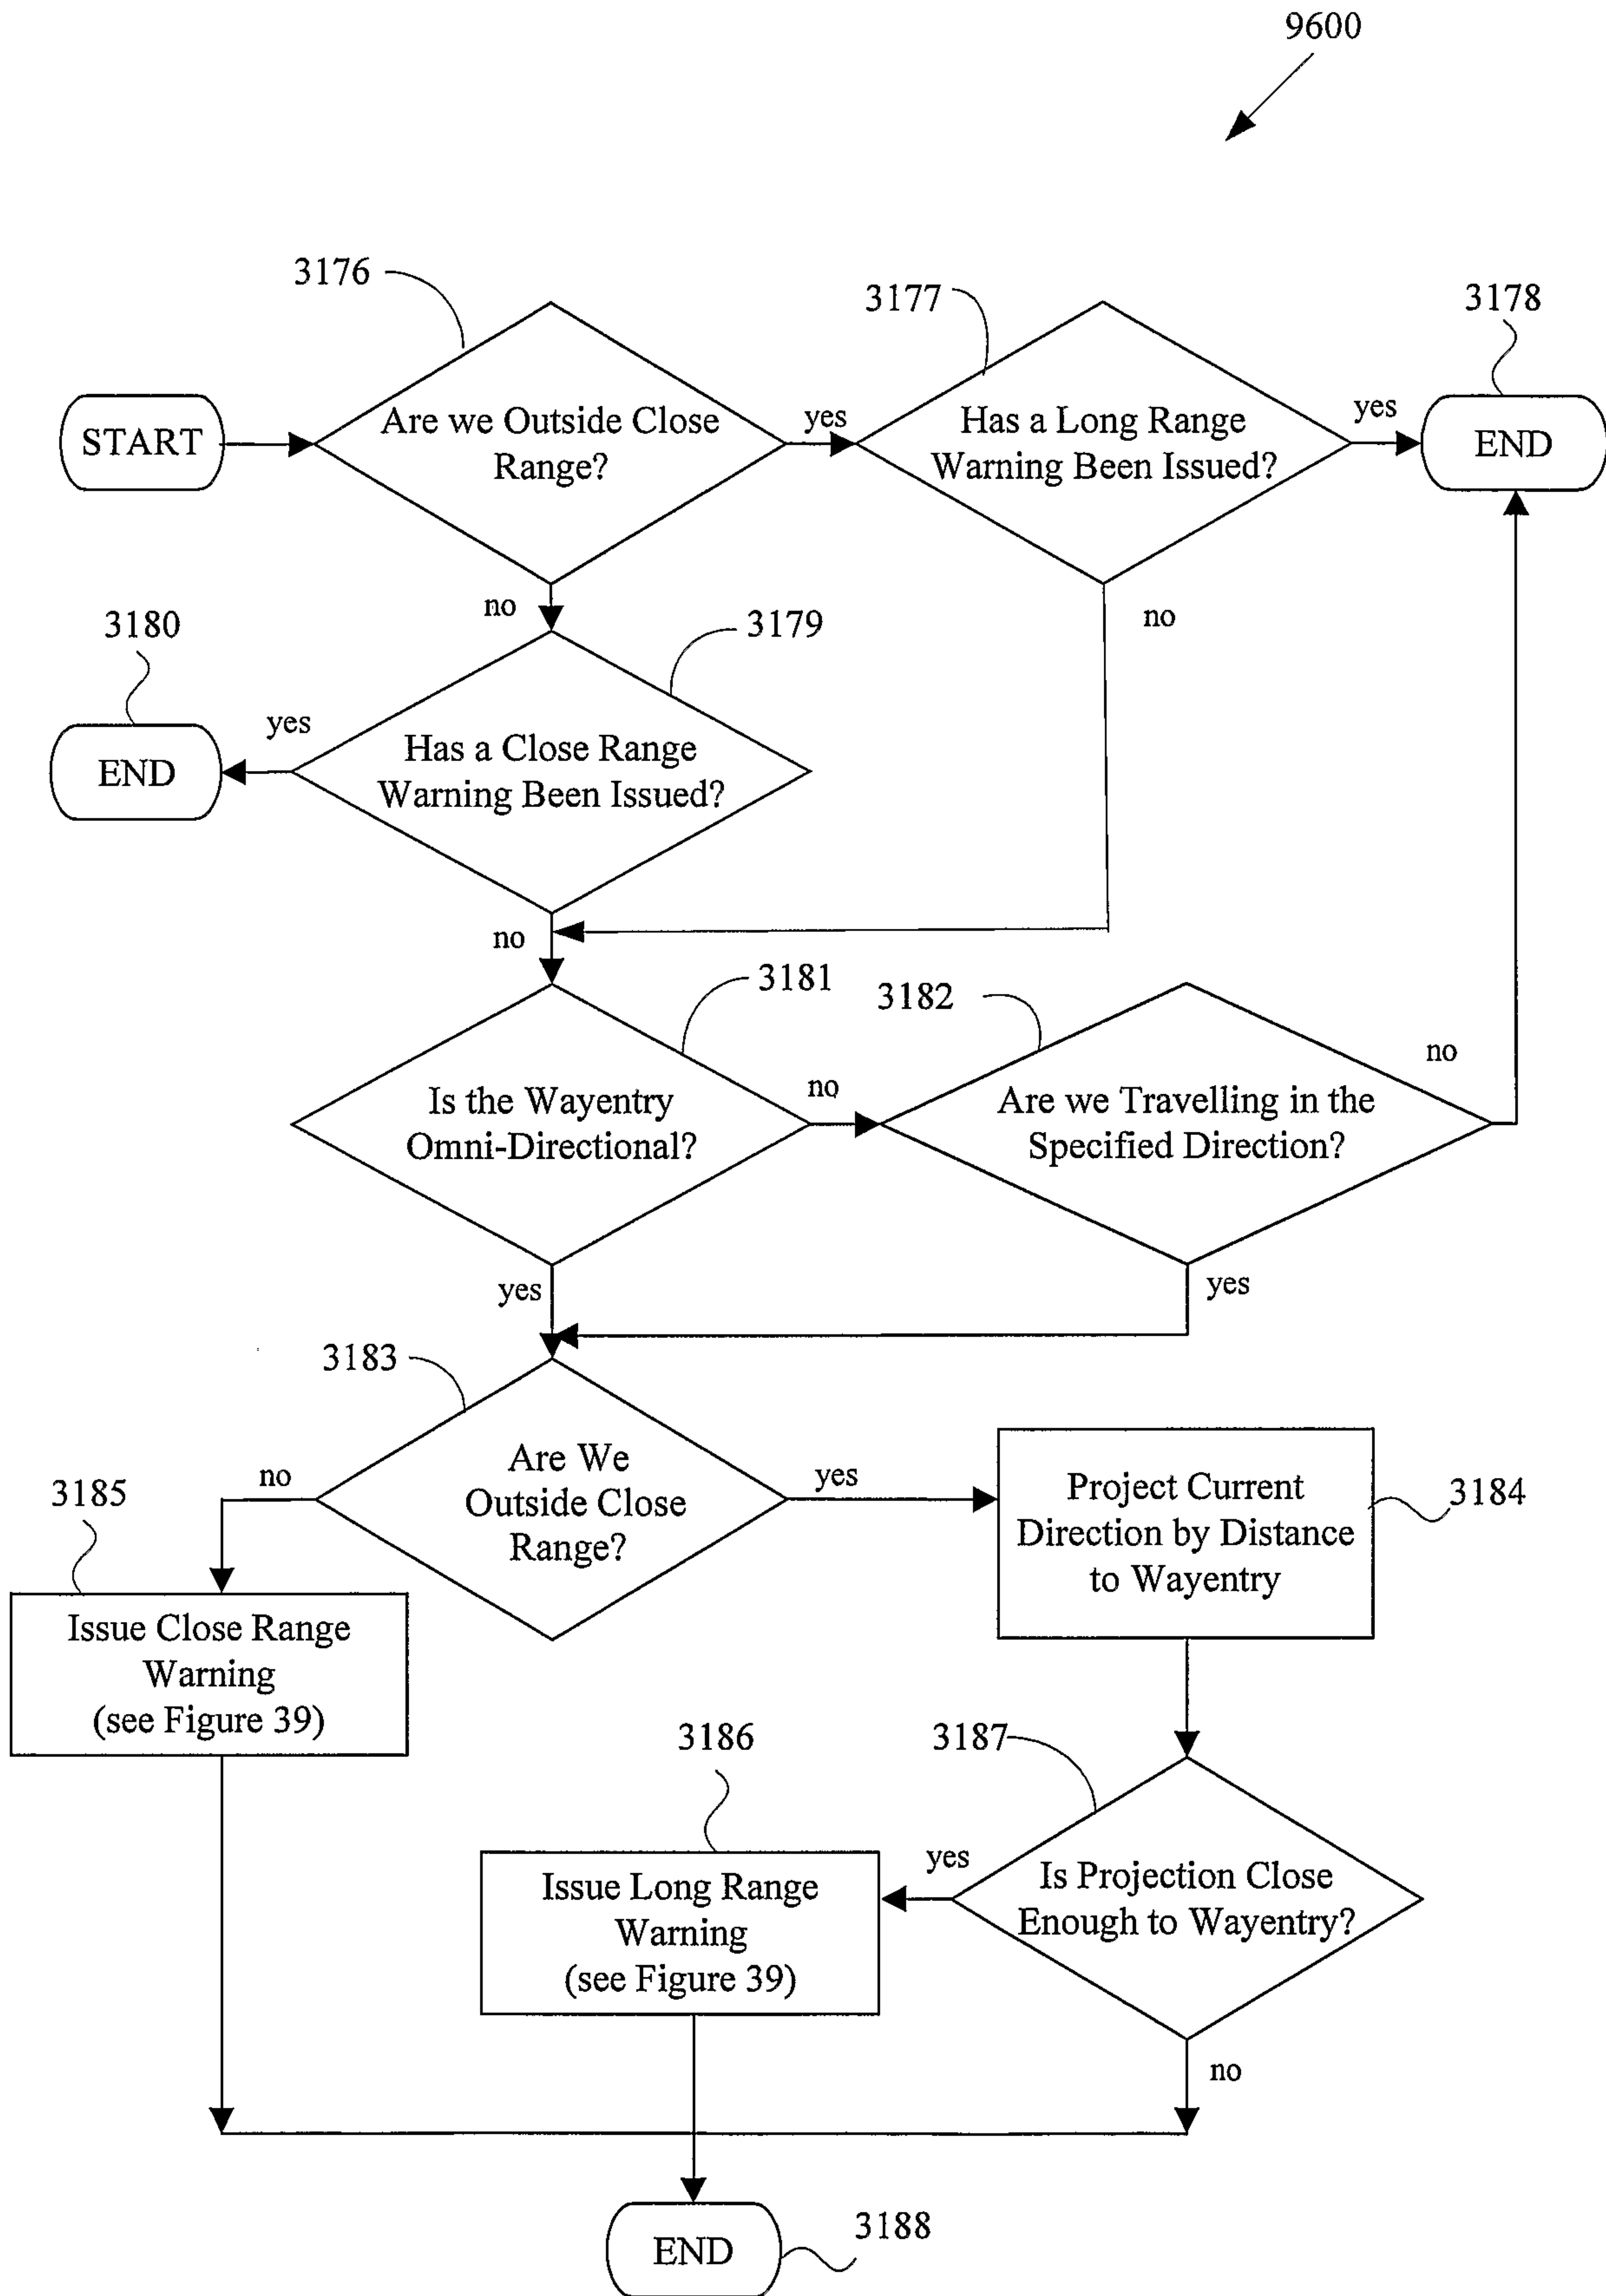 9600
3176
3177
3178
START
Are we Outside Close
Range?
yes
Has a Long Range
Warning Been Issued?
yes
END
no
no
3180
3179
END
yes
Has a Close Range
Warning Been Issued?
no
3181
3182
Is the Wayentry
Omni-Directional?
no
Are we Travelling in the
Specified Direction?
no
yes
yes
3183
Are We
Outside Close
Range?
no
yes
3185
Project Current
Direction by Distance
to Wayentry
3184
Issue Close Range
Warning
(see Figure 39)
3186
3187
Issue Long Range
Warning
(see Figure 39)
yes
Is Projection Close
Enough to Wayentry?
no
END
3188